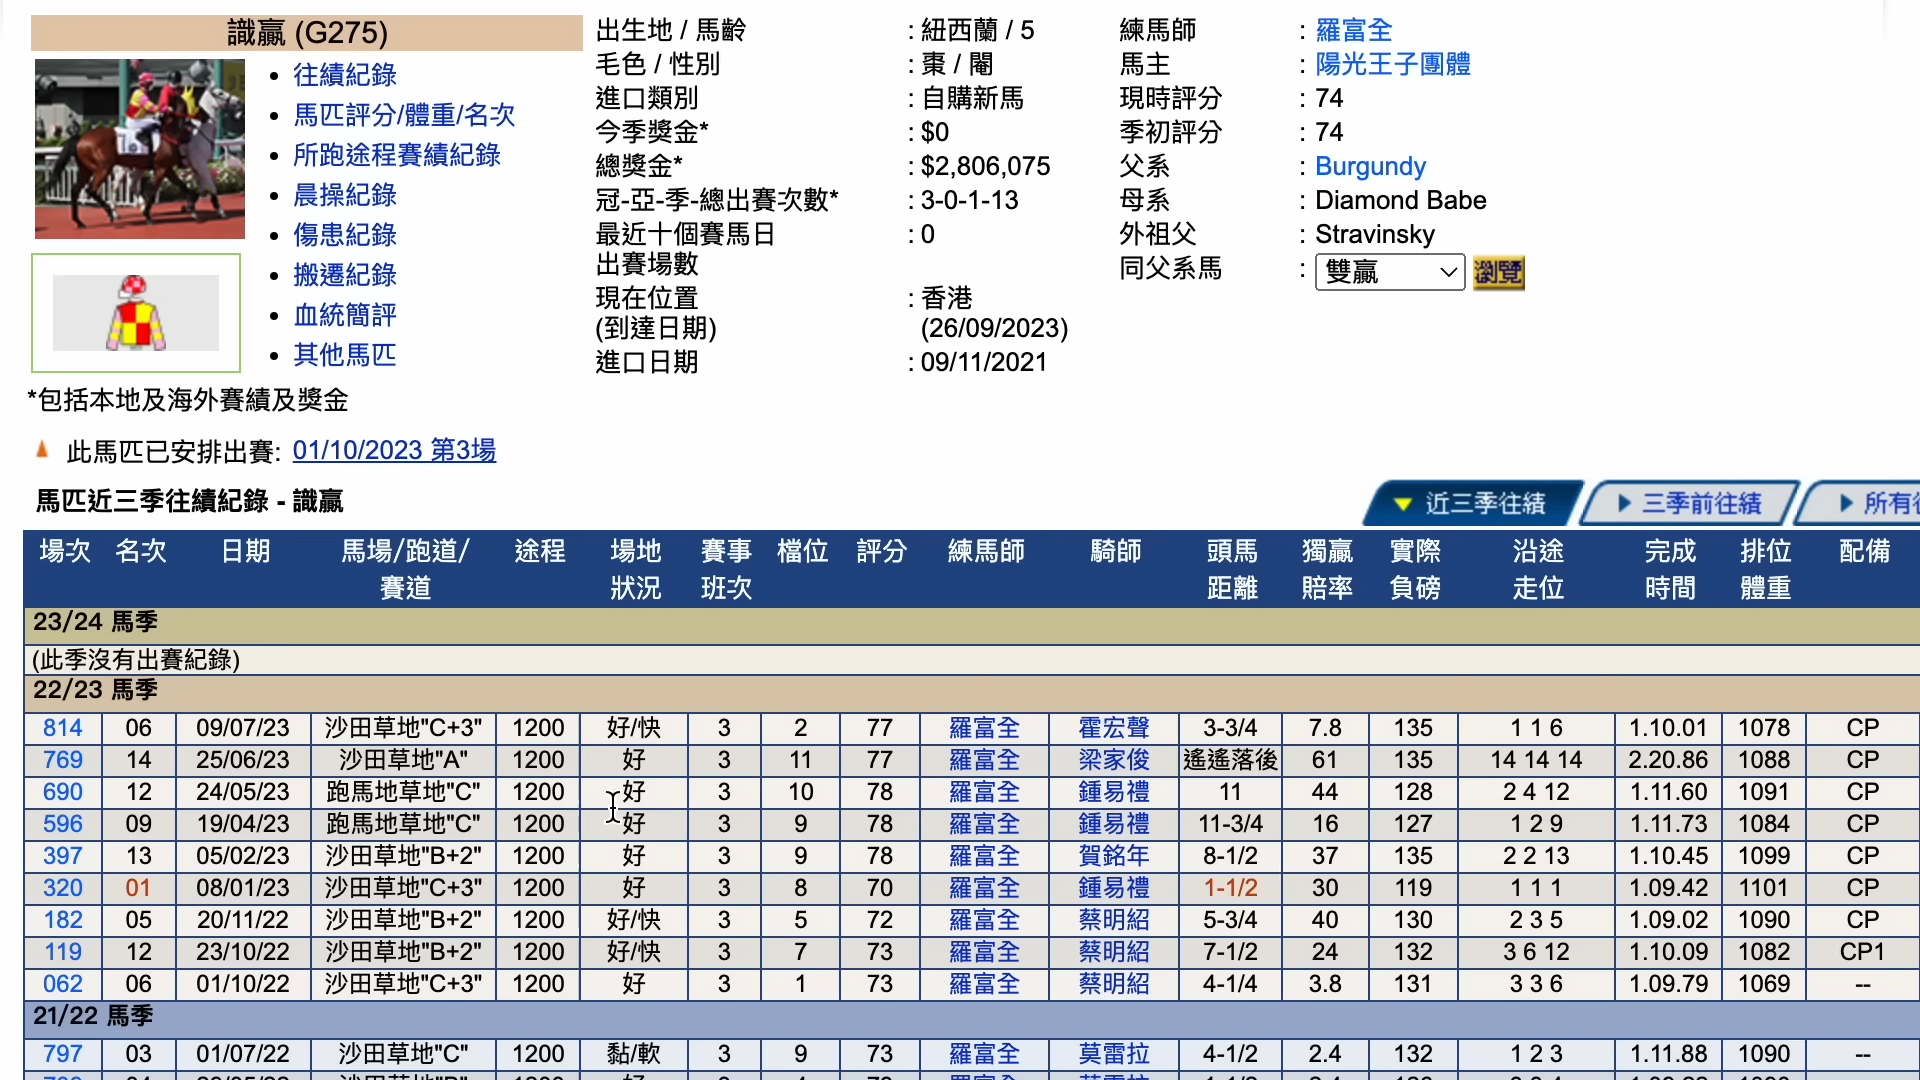 識贏 (G275)
往績紀錄
馬匹評分/體重/名次
所跑途程賽績紀錄
晨操紀錄
傷患紀錄
搬遷紀錄
血統簡評
其他馬匹
出生地 / 馬齡 : 紐西蘭 / 5
毛色 / 性別 : 棗 / 閹
進口類別 : 自購新馬
今季獎金* : $0
總獎金* : $2,806,075
冠-亞-季-總出賽次數* : 3-0-1-13
最近十個賽馬日 : 0
出賽場數
現在位置 : 香港
(到達日期) (26/09/2023)
進口日期 : 09/11/2021
練馬師 : 羅富全
馬主 : 陽光王子團體
現時評分 : 74
季初評分 : 74
父系 : Burgundy
母系 : Diamond Babe
外祖父 : Stravinsky
同父系馬 : 雙贏 瀏覽
*包括本地及海外賽績及獎金
此馬匹已安排出賽: 01/10/2023 第3場
馬匹近三季往績紀錄 - 識贏
近三季往績 三季前往績 所有
場次 名次 日期 馬場/跑道/ 途程 場地 賽事 檔位 評分 練馬師 騎師 頭馬 獨贏 實際 沿途 完成 排位 配備
賽道 狀況 班次 距離 賠率 負磅 走位 時間 體重
23/24 馬季
(此季沒有出賽紀錄)
22/23 馬季
814 06 09/07/23 沙田草地"C+3" 1200 好/快 3 2 77 羅富全 霍宏聲 3-3/4 7.8 135 1 1 6 1.10.01 1078 CP
769 14 25/06/23 沙田草地"A" 1200 好 3 11 77 羅富全 梁家俊 遙遙落後 61 135 14 14 14 2.20.86 1088 CP
690 12 24/05/23 跑馬地草地"C" 1200 好 3 10 78 羅富全 鍾易禮 11 44 128 2 4 12 1.11.60 1091 CP
596 09 19/04/23 跑馬地草地"C" 1200 好 3 9 78 羅富全 鍾易禮 11-3/4 16 127 1 2 9 1.11.73 1084 CP
397 13 05/02/23 沙田草地"B+2" 1200 好 3 9 78 羅富全 賀銘年 8-1/2 37 135 2 2 13 1.10.45 1099 CP
320 01 08/01/23 沙田草地"C+3" 1200 好 3 8 70 羅富全 鍾易禮 1-1/2 30 119 1 1 1 1.09.42 1101 CP
182 05 20/11/22 沙田草地"B+2" 1200 好/快 3 5 72 羅富全 蔡明紹 5-3/4 40 130 2 3 5 1.09.02 1090 CP
119 12 23/10/22 沙田草地"B+2" 1200 好/快 3 7 73 羅富全 蔡明紹 7-1/2 24 132 3 6 12 1.10.09 1082 CP1
062 06 01/10/22 沙田草地"C+3" 1200 好 3 1 73 羅富全 蔡明紹 4-1/4 3.8 131 3 3 6 1.09.79 1069 --
21/22 馬季
797 03 01/07/22 沙田草地"C" 1200 黏/軟 3 9 73 羅富全 莫雷拉 4-1/2 2.4 132 1 2 3 1.11.88 1090 --